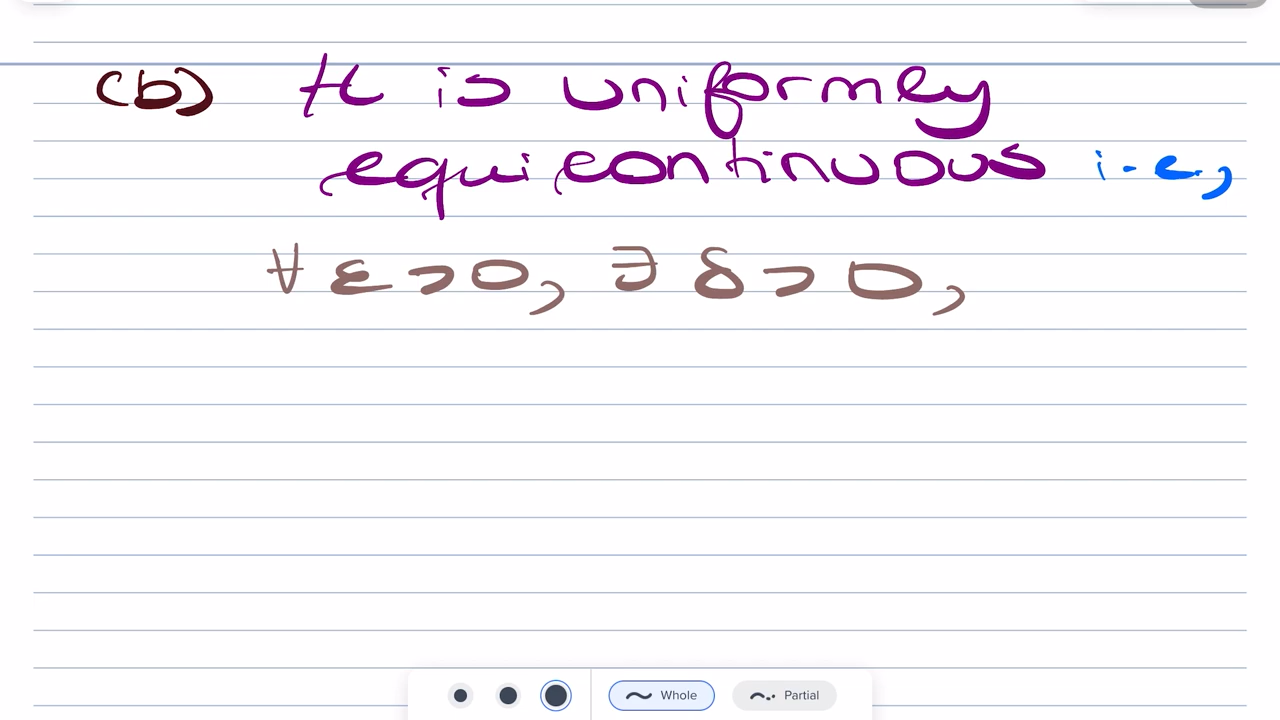 (b) H is uniformly
equicontinuous i.e.,
∀ ε > 0, ∃ δ > 0,
Whole Partial